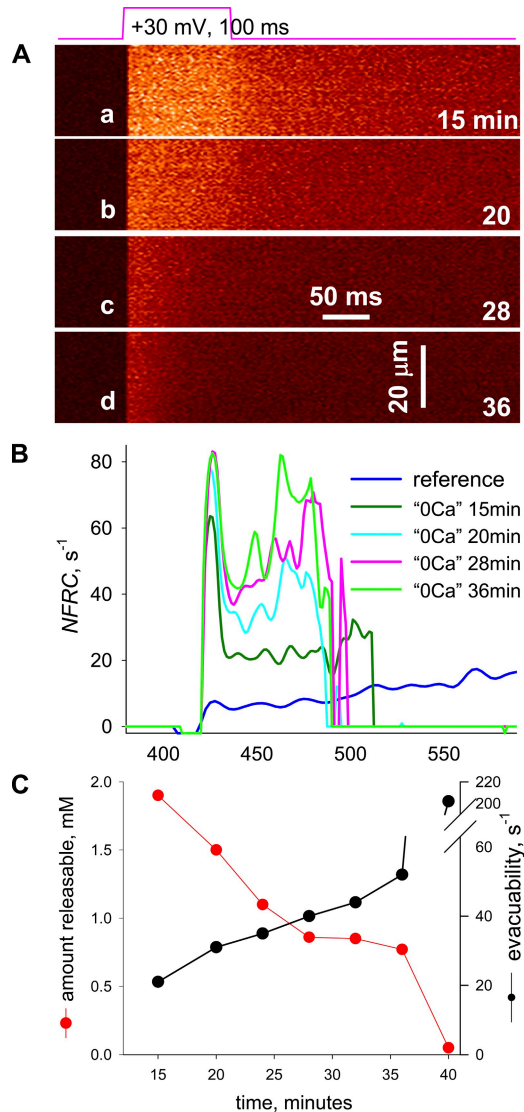 +30 mV, 100 ms
A
a
15 min
b
20
c
50 ms
28
d
20 μm
36
B
80
60
40
20
0
NFRC, s-1
reference
“0Ca” 15min
“0Ca” 20min
“0Ca” 28min
“0Ca” 36min
400 450 500 550
C
2.0
1.5
1.0
0.5
0.0
amount releasable, mM
220
200
60
40
20
0
evacuability, s-1
15 20 25 30 35 40
time, minutes